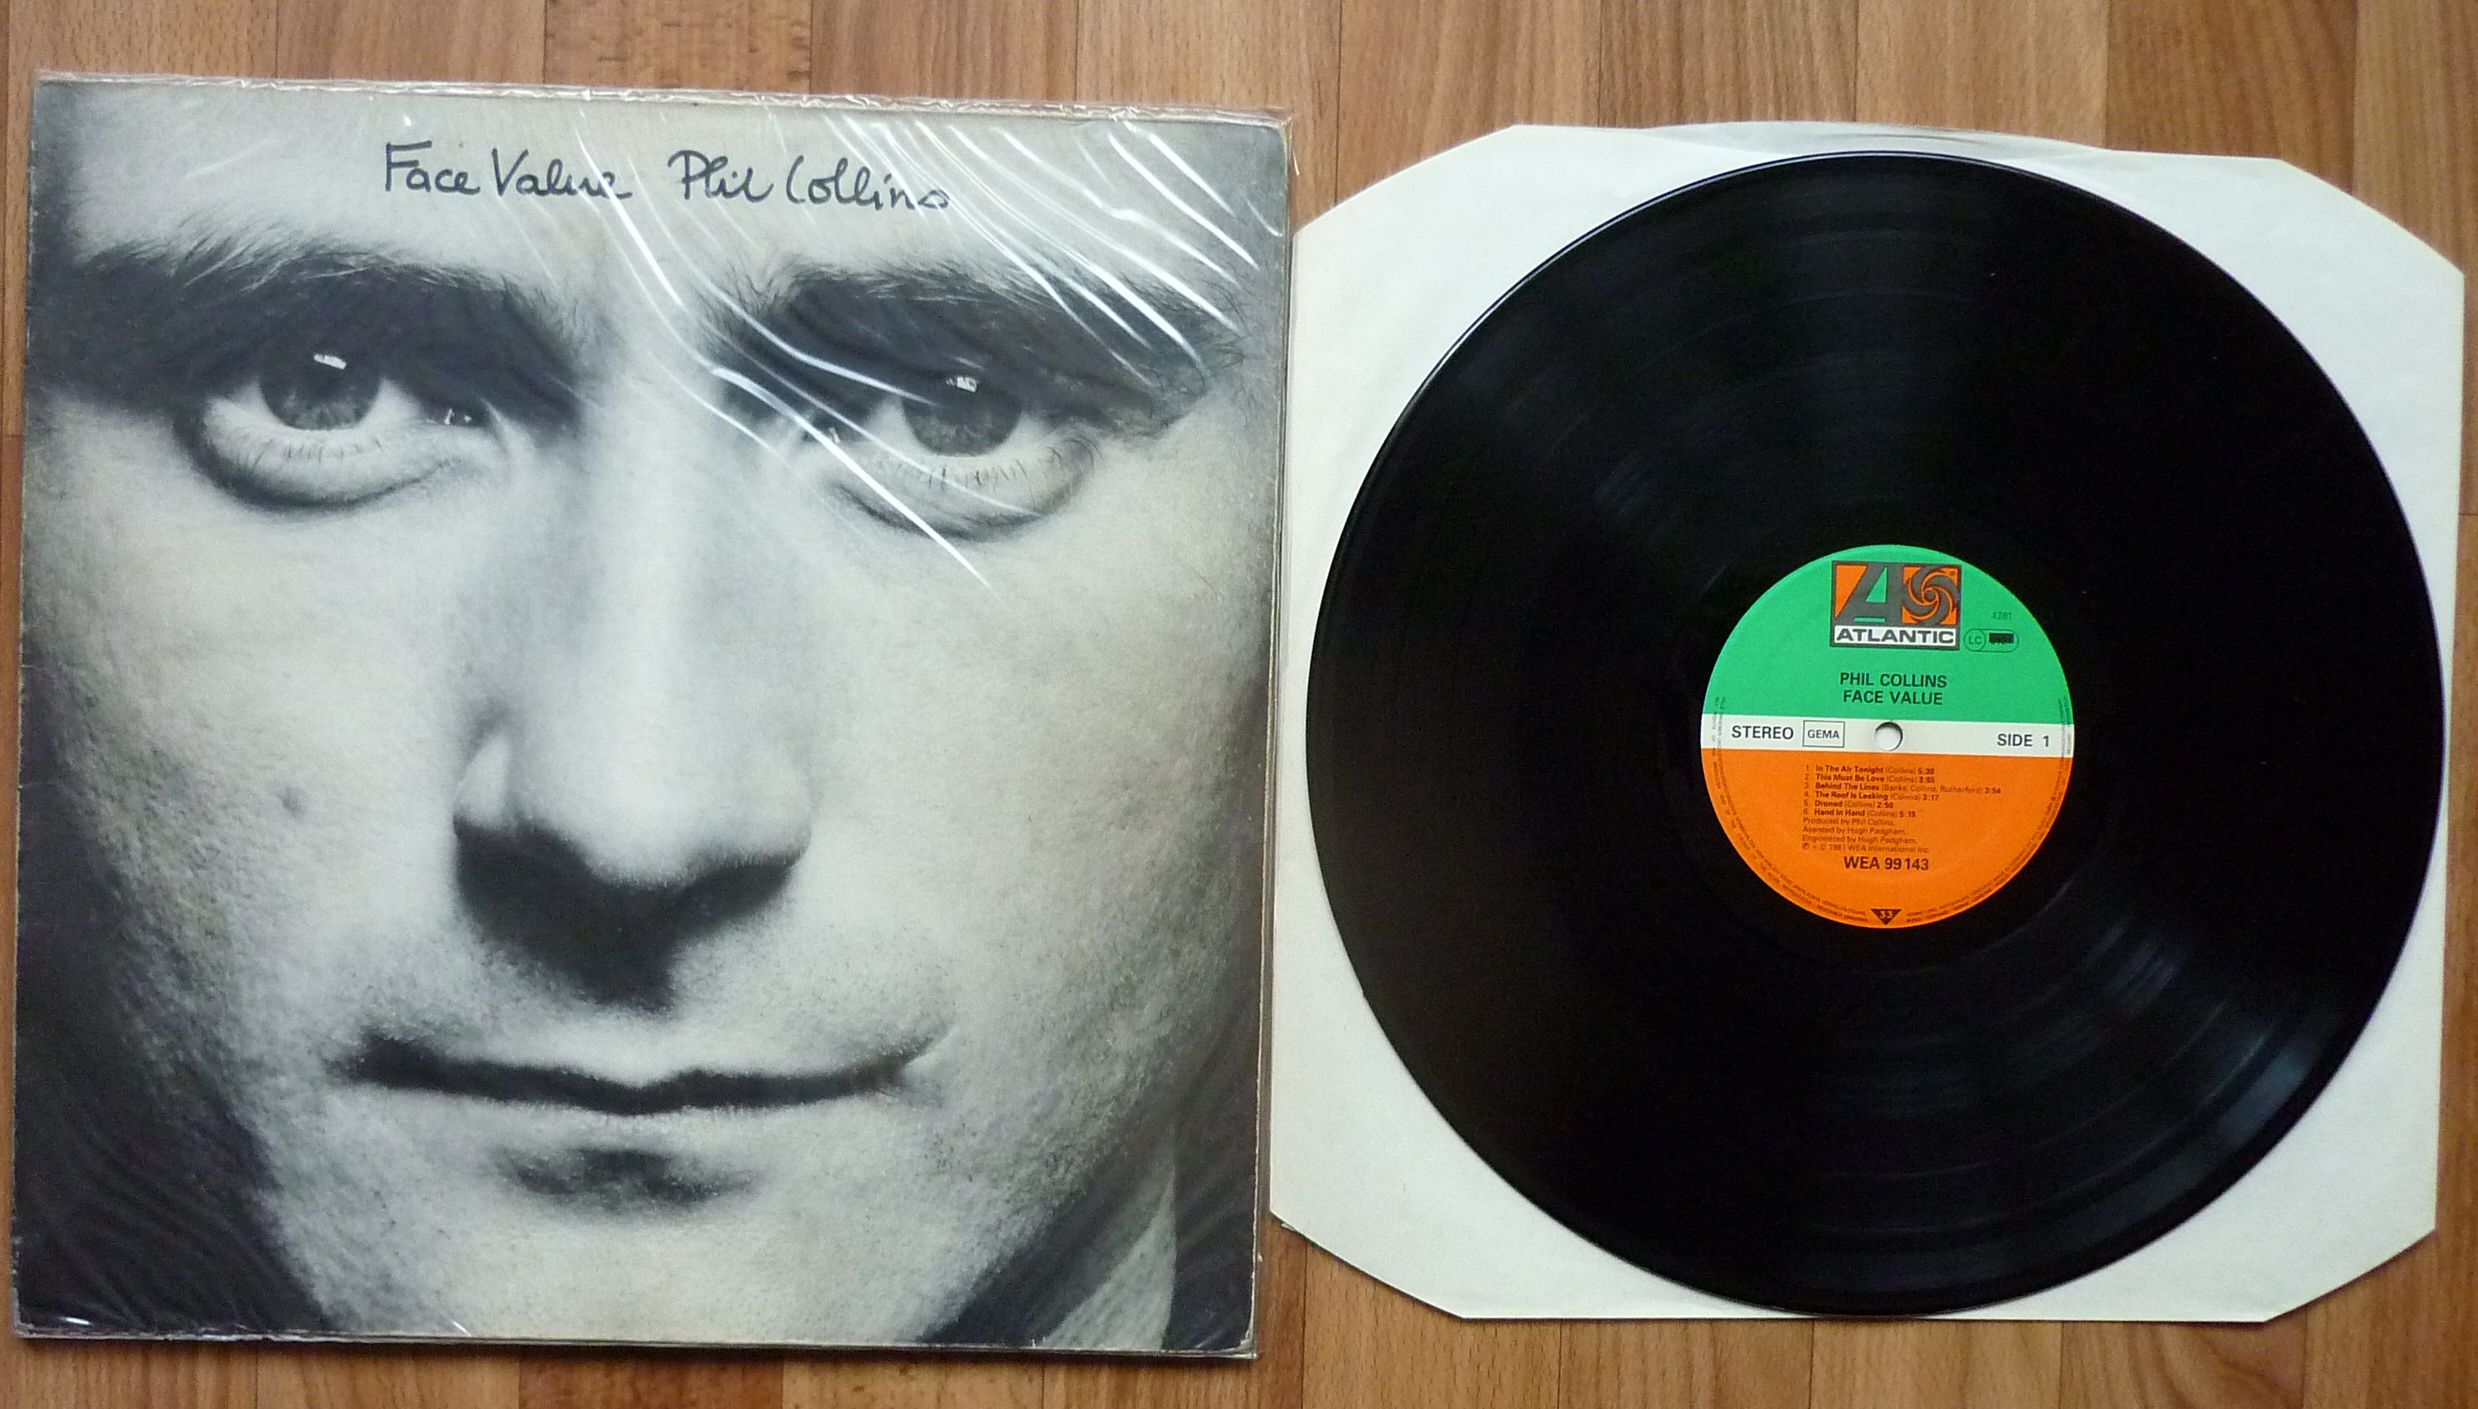 Face Value Phil Collins
ATLANTIC
4281
LC
PHIL COLLINS
FACE VALUE
STEREO GEMA SIDE 1
1. In The Air Tonight (Collins) 5:30
2. This Must Be Love (Collins) 3:55
3. Behind The Lines (Banks, Collins, Rutherford) 3:54
4. The Roof Is Leaking (Collins) 3:17
5. Droned (Collins) 2:50
6. Hand In Hand (Collins) 5:15
Produced by Phil Collins.
Assisted by Hugh Padgham.
Engineered by Hugh Padgham.
℗ + © 1981 WEA International Inc.
WEA 99 143
33